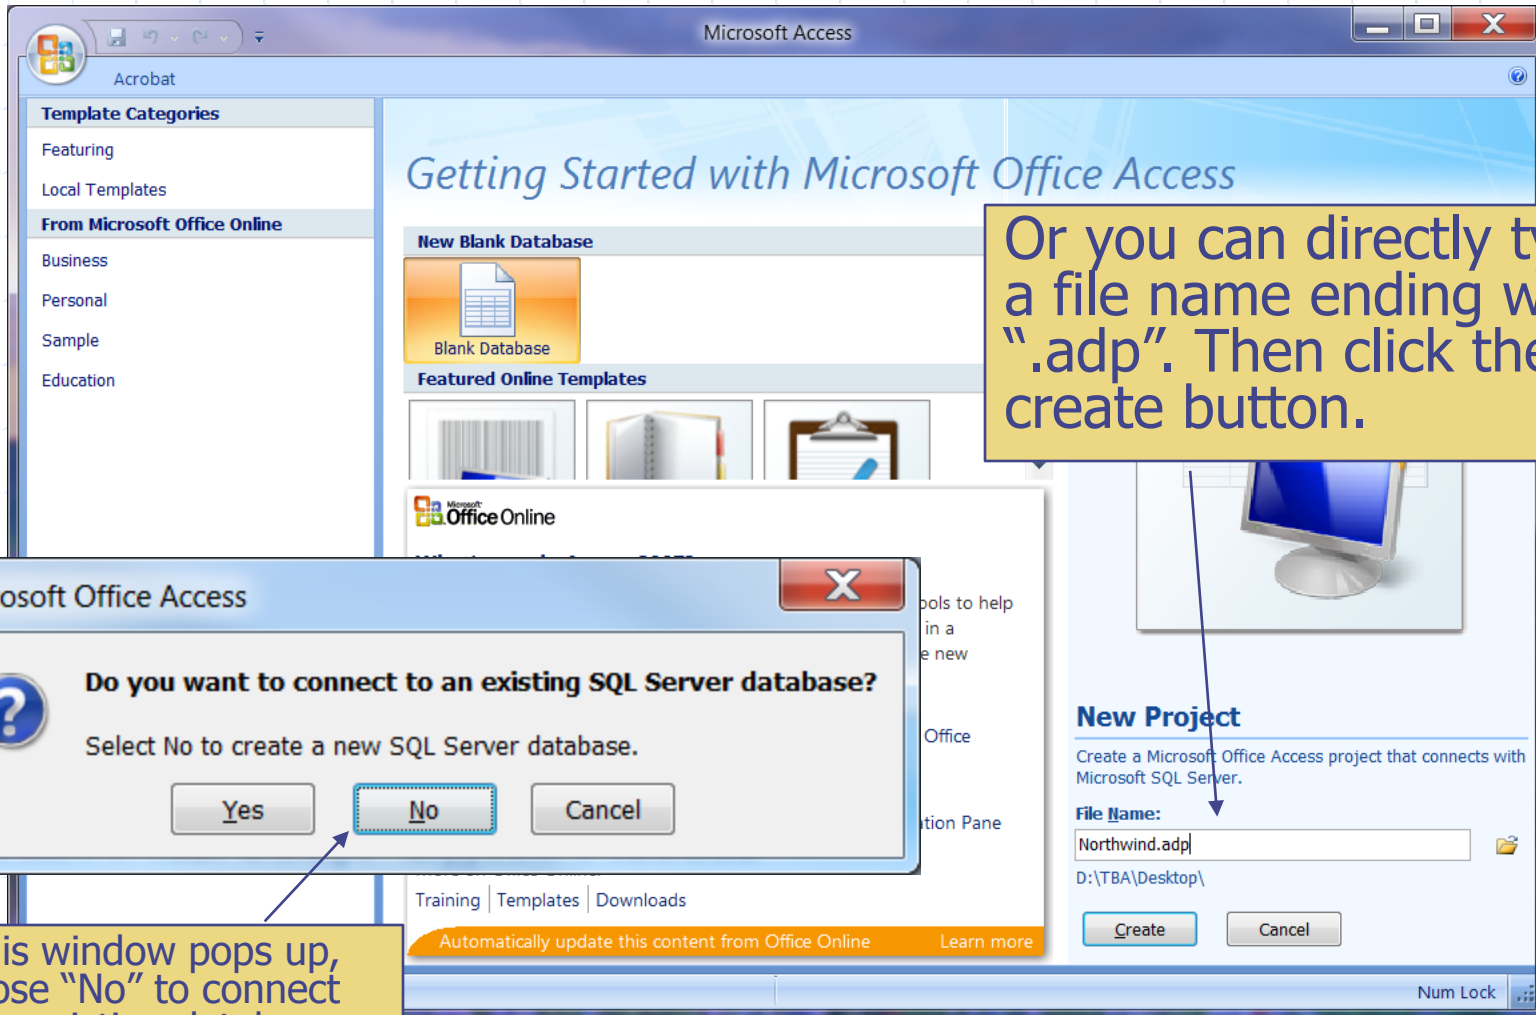 Microsoft Access
Acrobat
Template Categories
Featuring
Local Templates
From Microsoft Office Online
Business
Personal
Sample
Education
Getting Started with Microsoft Office Access
New Blank Database
Blank Database
Featured Online Templates
Or you can directly
a file name ending
“.adp”. Then click the
create button.
Microsoft
Office Online
ools to help
in a
e new
Office
ation Pane
osoft Office Access
Do you want to connect to an existing SQL Server database?
Select No to create a new SQL Server database.
Yes
No
Cancel
Training | Templates | Downloads
Automatically update this content from Office Online
Learn more
New Project
Create a Microsoft Office Access project that connects with
Microsoft SQL Server.
File Name:
Northwind.adp
D:\TBA\Desktop\
Create
Cancel
is window pops up,
ose “No” to connect
Num Lock